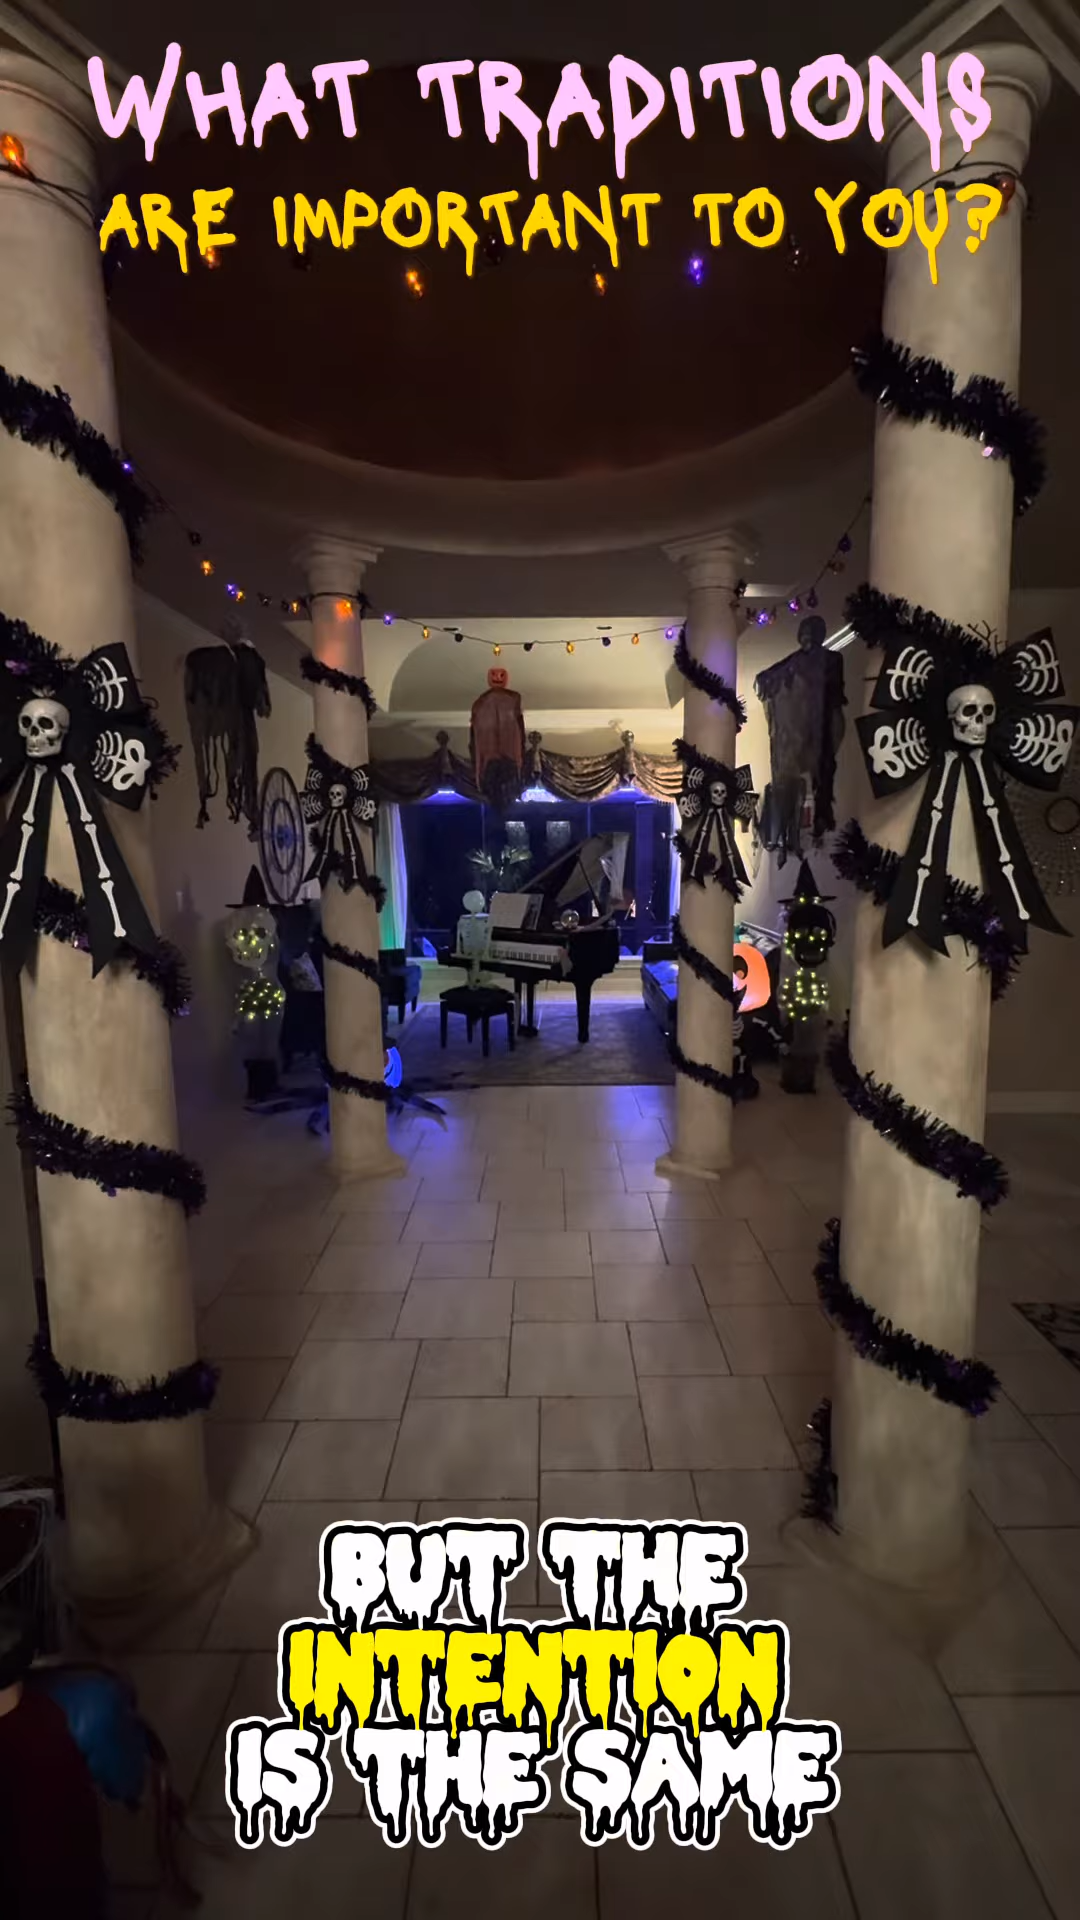 WHAT TRADITIONS
ARE IMPORTANT TO YOU?
BUT THE
INTENTION
IS THE SAME